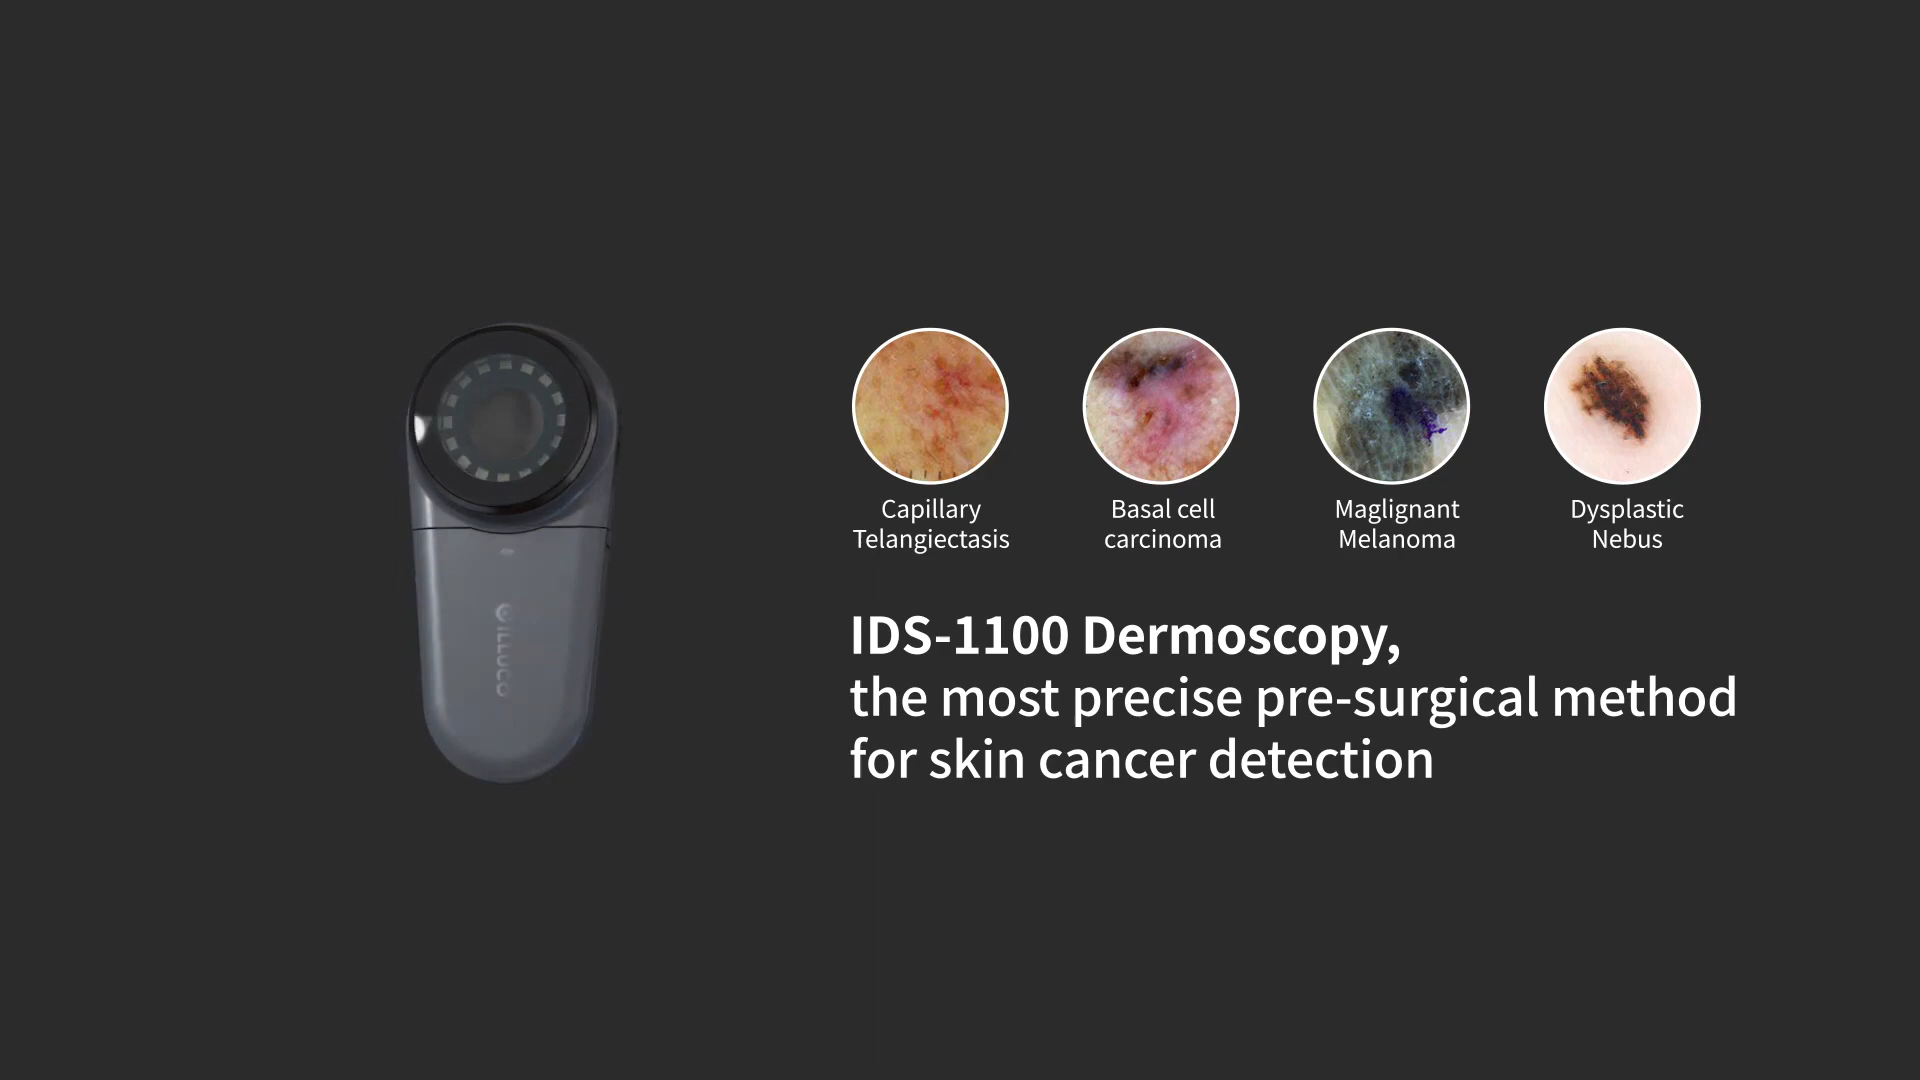 ILLUCO
Capillary
Telangiectasis
Basal cell
carcinoma
Maglignant
Melanoma
Dysplastic
Nebus
IDS-1100 Dermoscopy,
the most precise pre-surgical method
for skin cancer detection